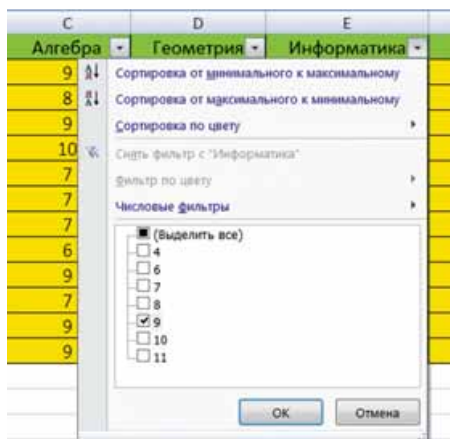 C D E
Алгебра Геометрия Информатика
9 Сортировка от минимального к максимальному
8 Сортировка от максимального к минимальному
9 Сортировка по цвету
10 Снять фильтр с "Информатика"
7 Фильтр по цвету
7 Числовые фильтры
7 (Выделить все)
4
6 6
7
9 8
7 9
9 10
9 11
ОК Отмена